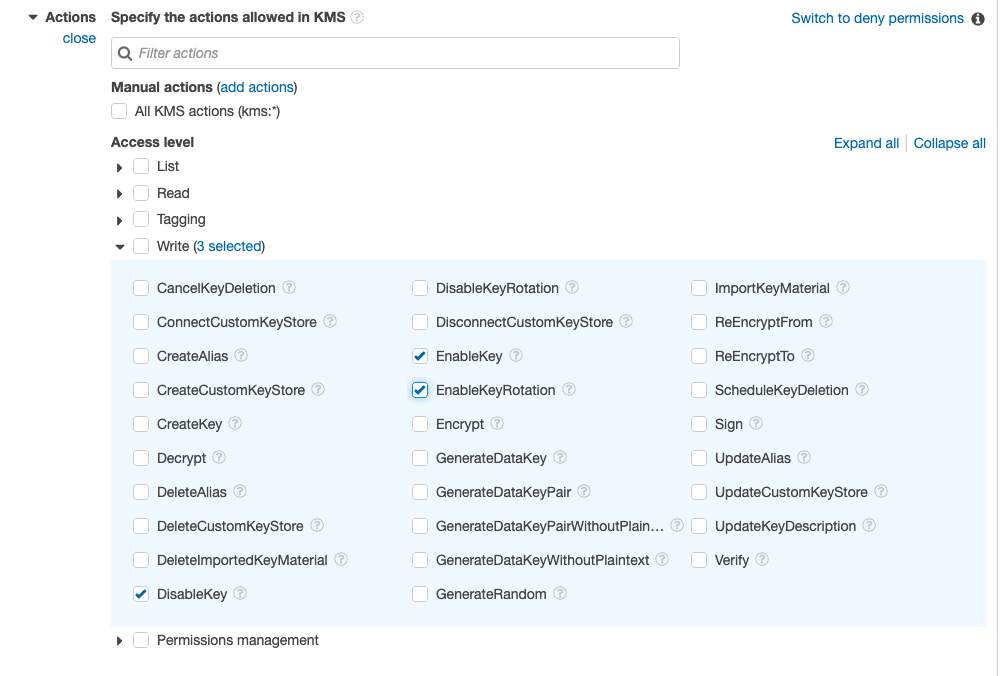 Actions Specify the actions allowed in KMS Switch to deny permissions
close
Filter actions
Manual actions (add actions)
All KMS actions (kms:*)
Access level Expand all Collapse all
List
Read
Tagging
Write (3 selected)
CancelKeyDeletion DisableKeyRotation ImportKeyMaterial
ConnectCustomKeyStore DisconnectCustomKeyStore ReEncryptFrom
CreateAlias EnableKey ReEncryptTo
CreateCustomKeyStore EnableKeyRotation ScheduleKeyDeletion
CreateKey Encrypt Sign
Decrypt GenerateDataKey UpdateAlias
DeleteAlias GenerateDataKeyPair UpdateCustomKeyStore
DeleteCustomKeyStore GenerateDataKeyPairWithoutPlain... UpdateKeyDescription
DeleteImportedKeyMaterial GenerateDataKeyWithoutPlaintext Verify
DisableKey GenerateRandom
Permissions management